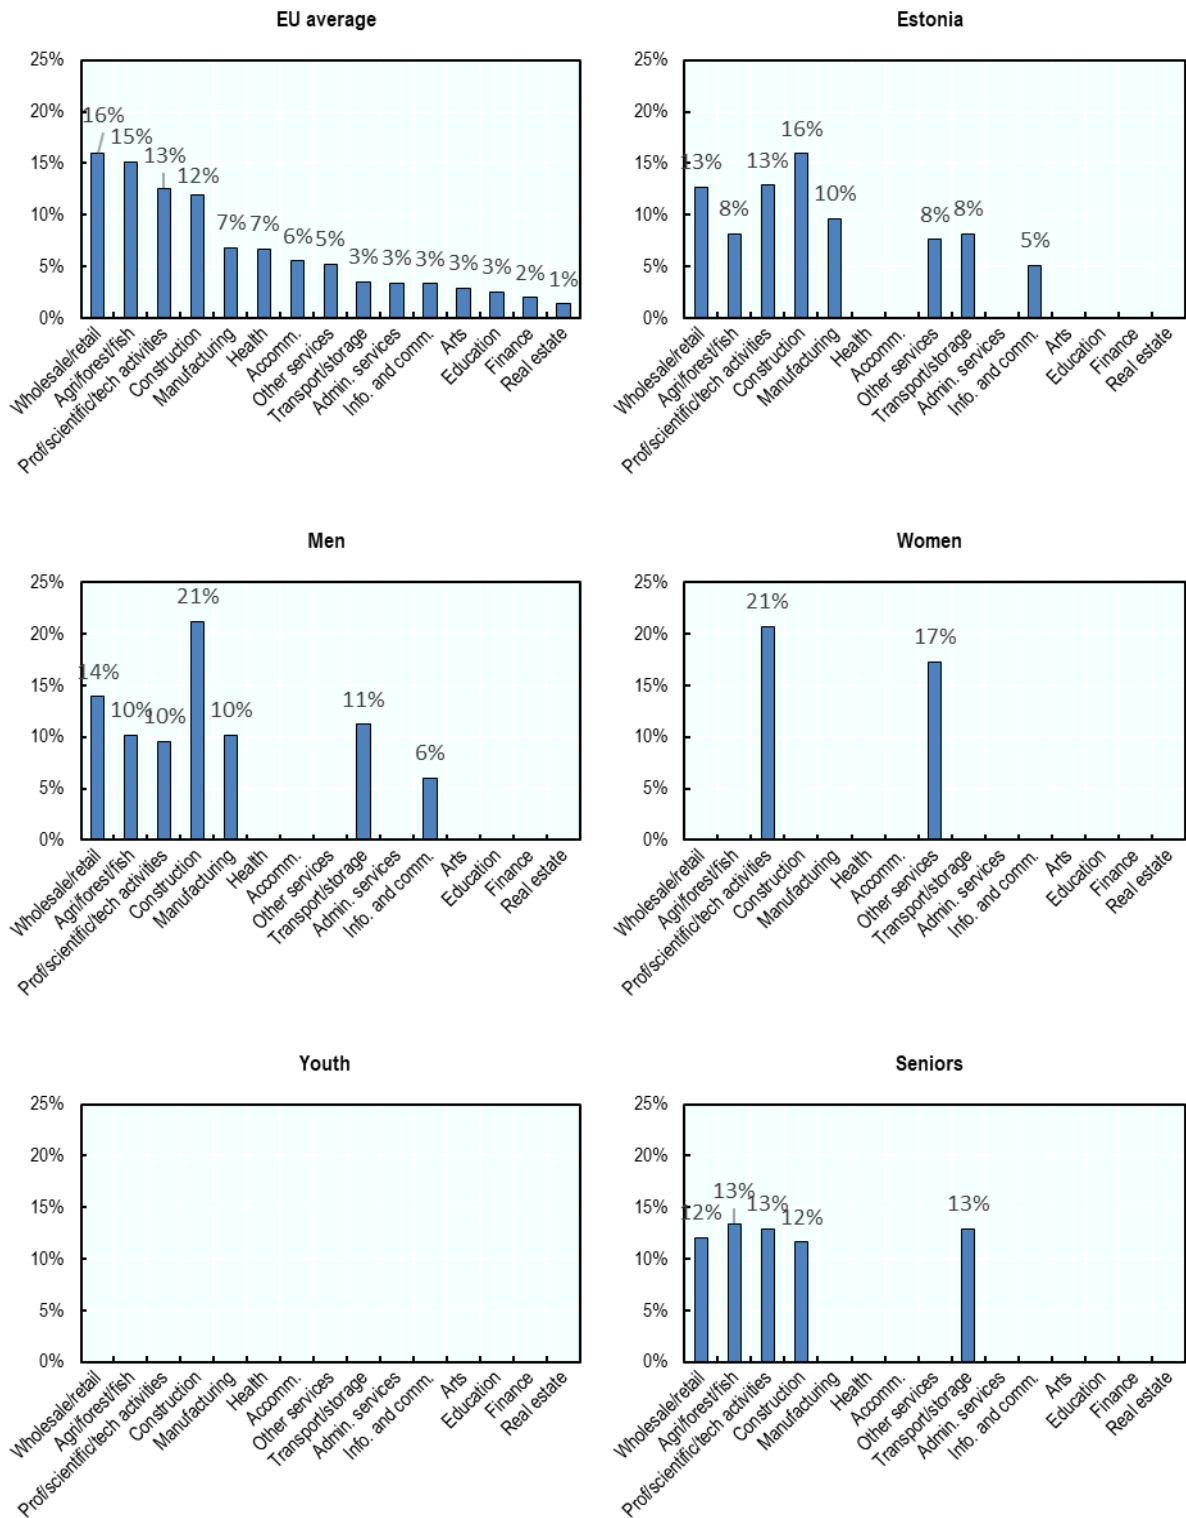 EU average
25%
20%
15%
10%
5%
0%
16%
15%
13%
12%
7%
7%
6%
5%
3%
3%
3%
3%
3%
2%
1%
Wholesale/retail
Agri/forest/fish
Prof/scientific/tech activities
Construction
Manufacturing
Health
Accomm.
Other services
Transport/storage
Admin. services
Info. and comm.
Arts
Education
Finance
Real estate
Estonia
25%
20%
15%
10%
5%
0%
13%
8%
13%
16%
10%
8%
8%
5%
Wholesale/retail
Agri/forest/fish
Prof/scientific/tech activities
Construction
Manufacturing
Health
Accomm.
Other services
Transport/storage
Admin. services
Info. and comm.
Arts
Education
Finance
Real estate
Men
25%
20%
15%
10%
5%
0%
14%
10%
10%
21%
10%
11%
6%
Wholesale/retail
Agri/forest/fish
Prof/scientific/tech activities
Construction
Manufacturing
Health
Accomm.
Other services
Transport/storage
Admin. services
Info. and comm.
Arts
Education
Finance
Real estate
Women
25%
20%
15%
10%
5%
0%
21%
17%
Wholesale/retail
Agri/forest/fish
Prof/scientific/tech activities
Construction
Manufacturing
Health
Accomm.
Other services
Transport/storage
Admin. services
Info. and comm.
Arts
Education
Finance
Real estate
Youth
25%
20%
15%
10%
5%
0%
Wholesale/retail
Agri/forest/fish
Prof/scientific/tech activities
Construction
Manufacturing
Health
Accomm.
Other services
Transport/storage
Admin. services
Info. and comm.
Arts
Education
Finance
Real estate
Seniors
25%
20%
15%
10%
5%
0%
12%
13%
13%
12%
13%
Wholesale/retail
Agri/forest/fish
Prof/scientific/tech activities
Construction
Manufacturing
Health
Accomm.
Other services
Transport/storage
Admin. services
Info. and comm.
Arts
Education
Finance
Real estate